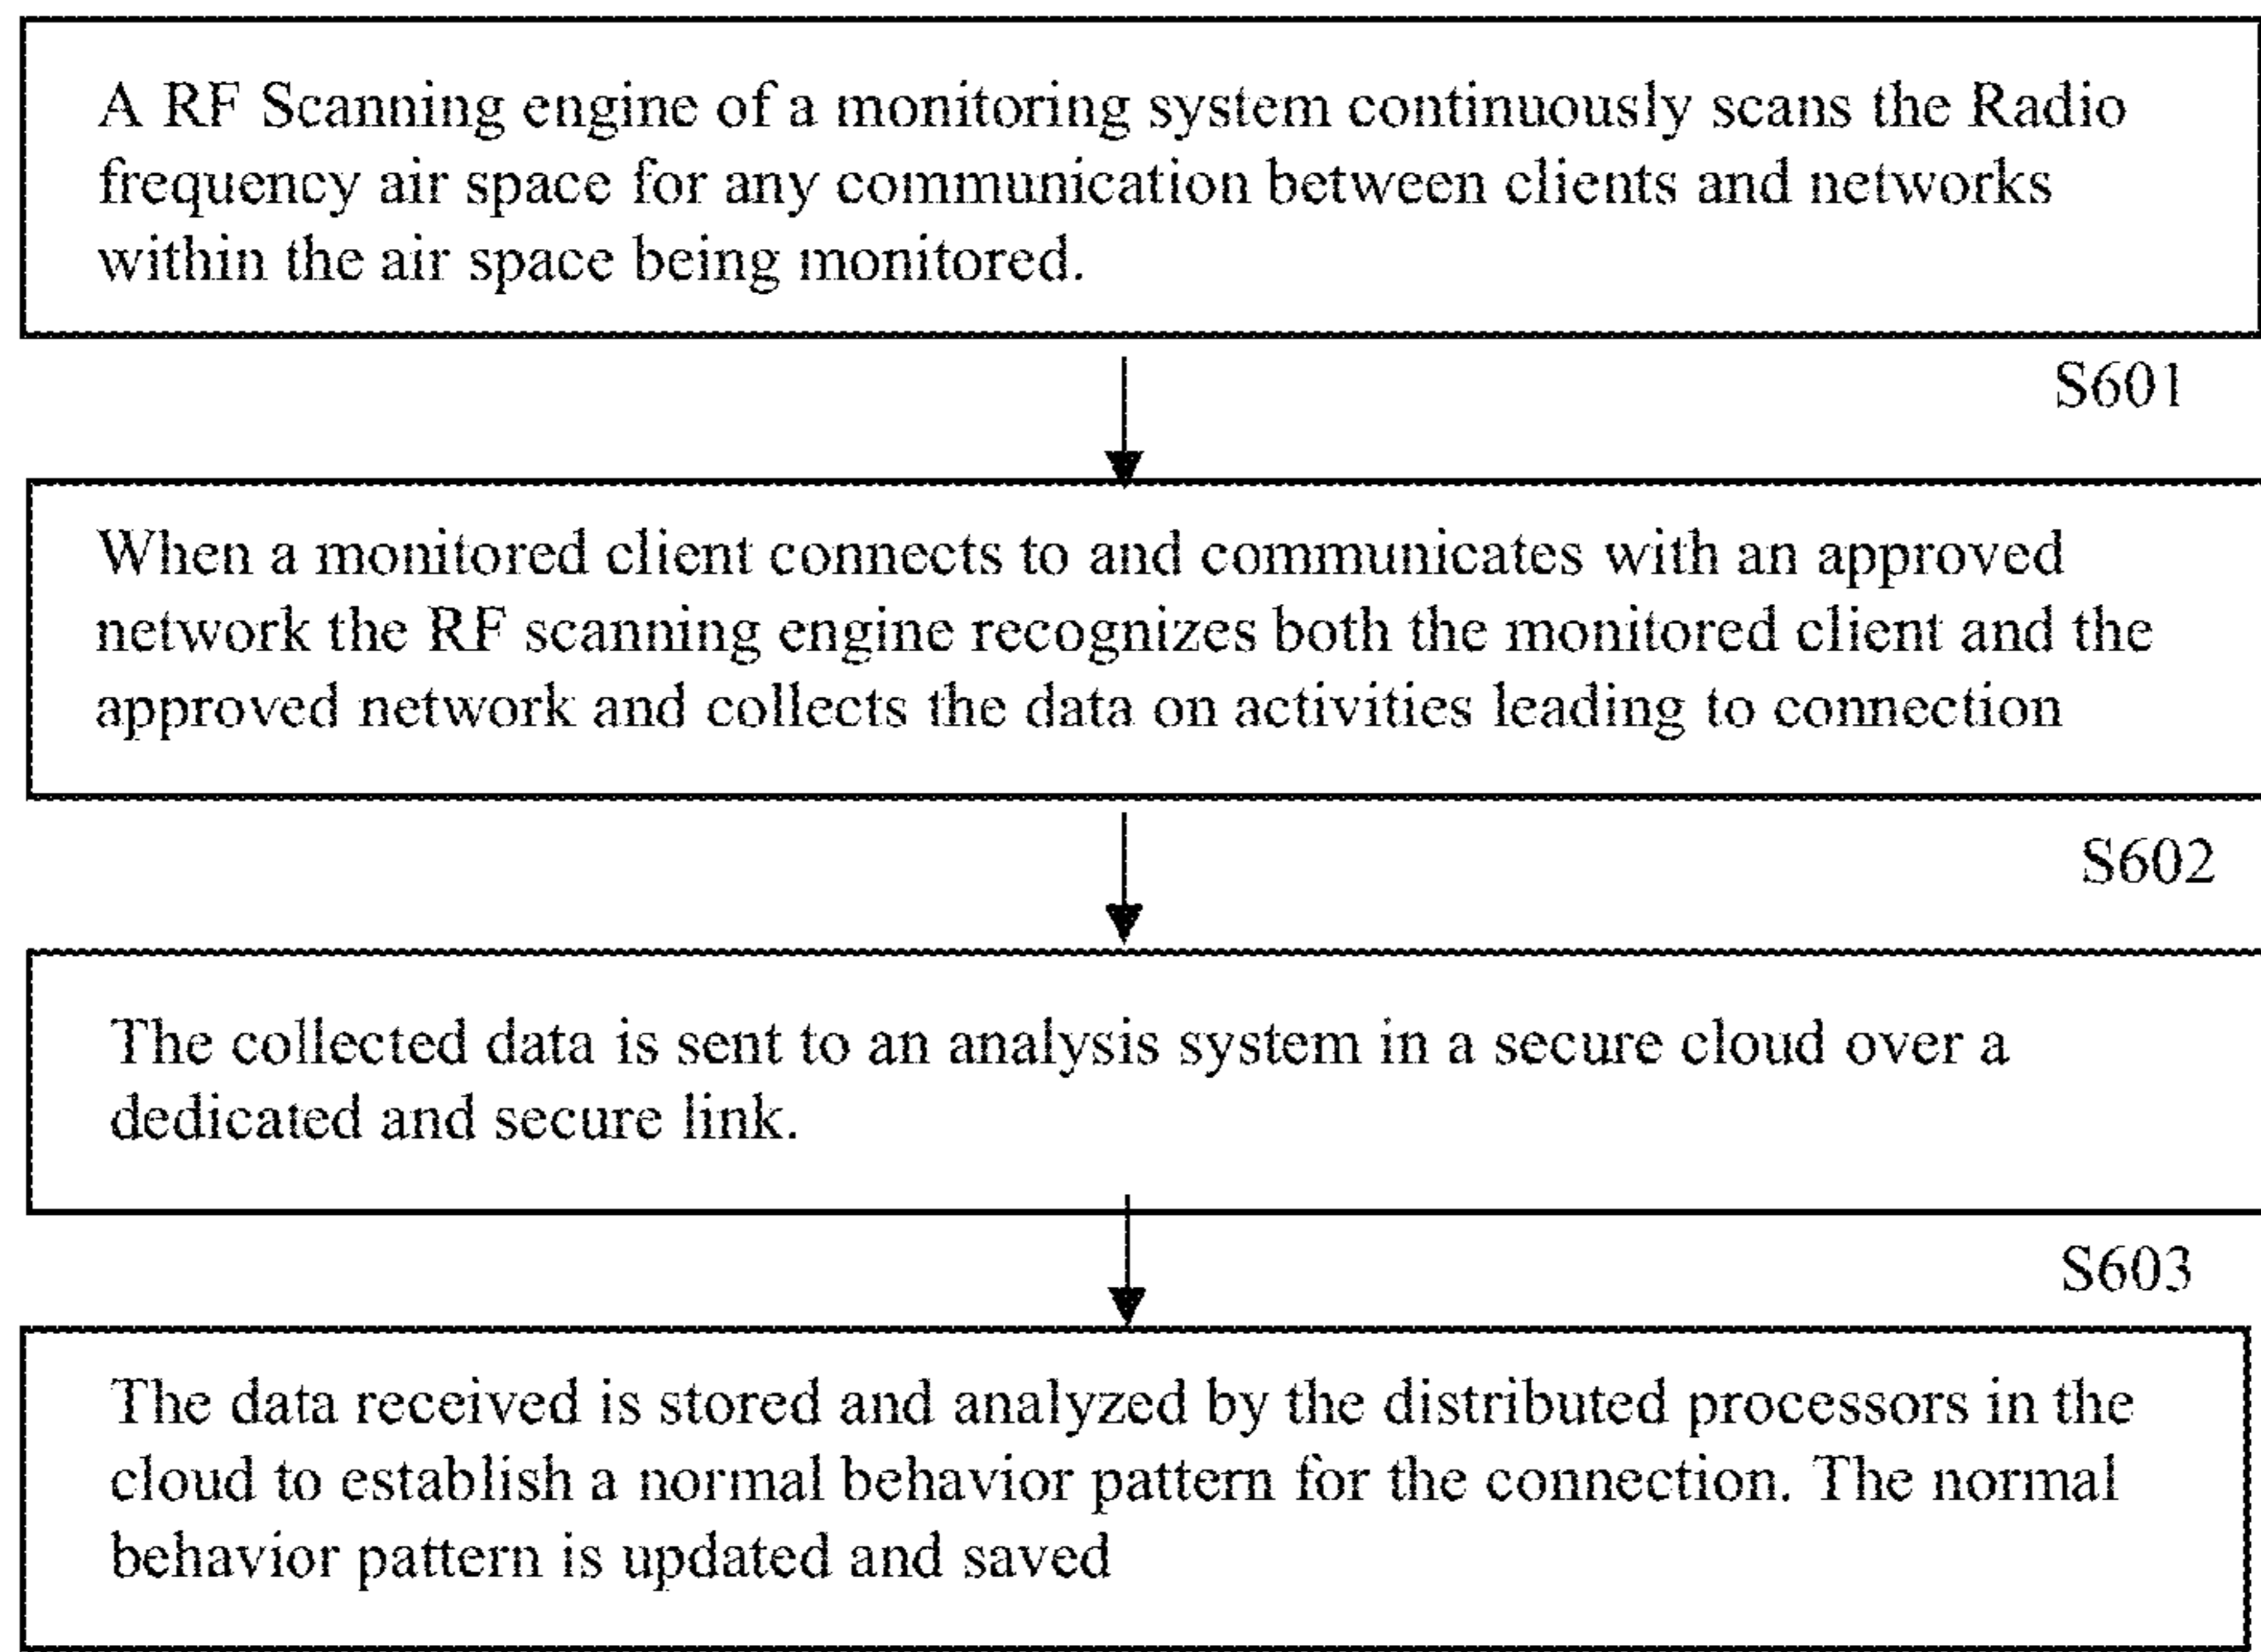 A RF Scanning engine of a monitoring system continuously scans the Radio
frequency air space for any communication between clients and networks
within the air space being monitored.
S601
When a monitored client connects to and communicates with an approved
network the RF scanning engine recognizes both the monitored client and the
approved network and collects the data on activities leading to connection
S602
The collected data is sent to an analysis system in a secure cloud over a
dedicated and secure link.
S603
The data received is stored and analyzed by the distributed processors in the
cloud to establish a normal behavior pattern for the connection. The normal
behavior pattern is updated and saved